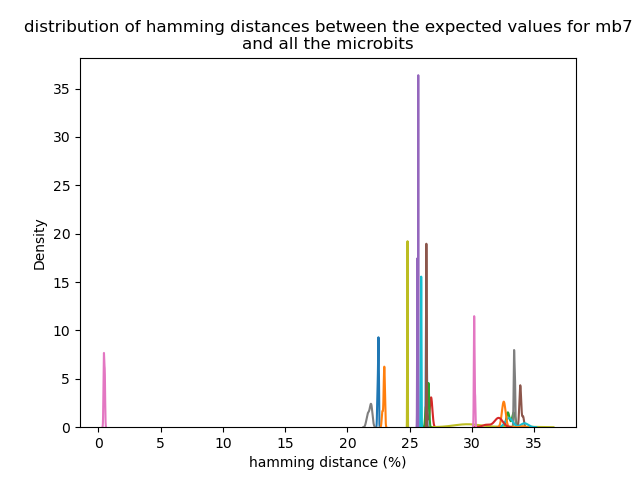 distribution of hamming distances between the expected values for mb7
and all the microbits
35
30
25
20
15
10
5
0
Density
0 5 10 15 20 25 30 35
hamming distance (%)